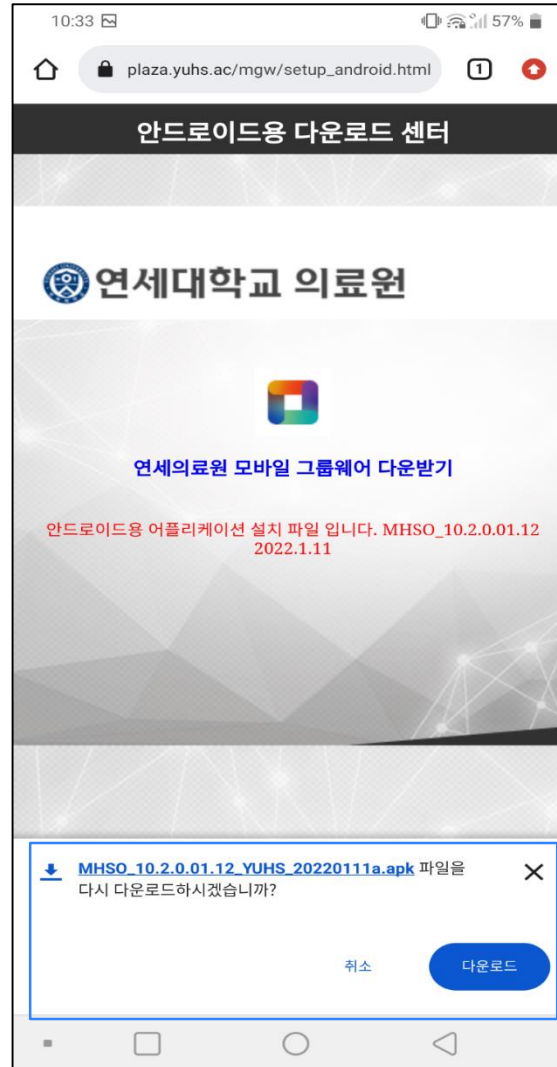 10:33
57%
plaza.yuhs.ac/mgw/setup_android.html
1
안드로이드용 다운로드 센터
연세대학교 의료원
연세의료원 모바일 그룹웨어 다운받기
안드로이드용 어플리케이션 설치 파일 입니다. MHSO_10.2.0.01.12
2022.1.11
MHSO_10.2.0.01.12_YUHS_20220111a.apk 파일을
다시 다운로드하시겠습니까?
취소
다운로드